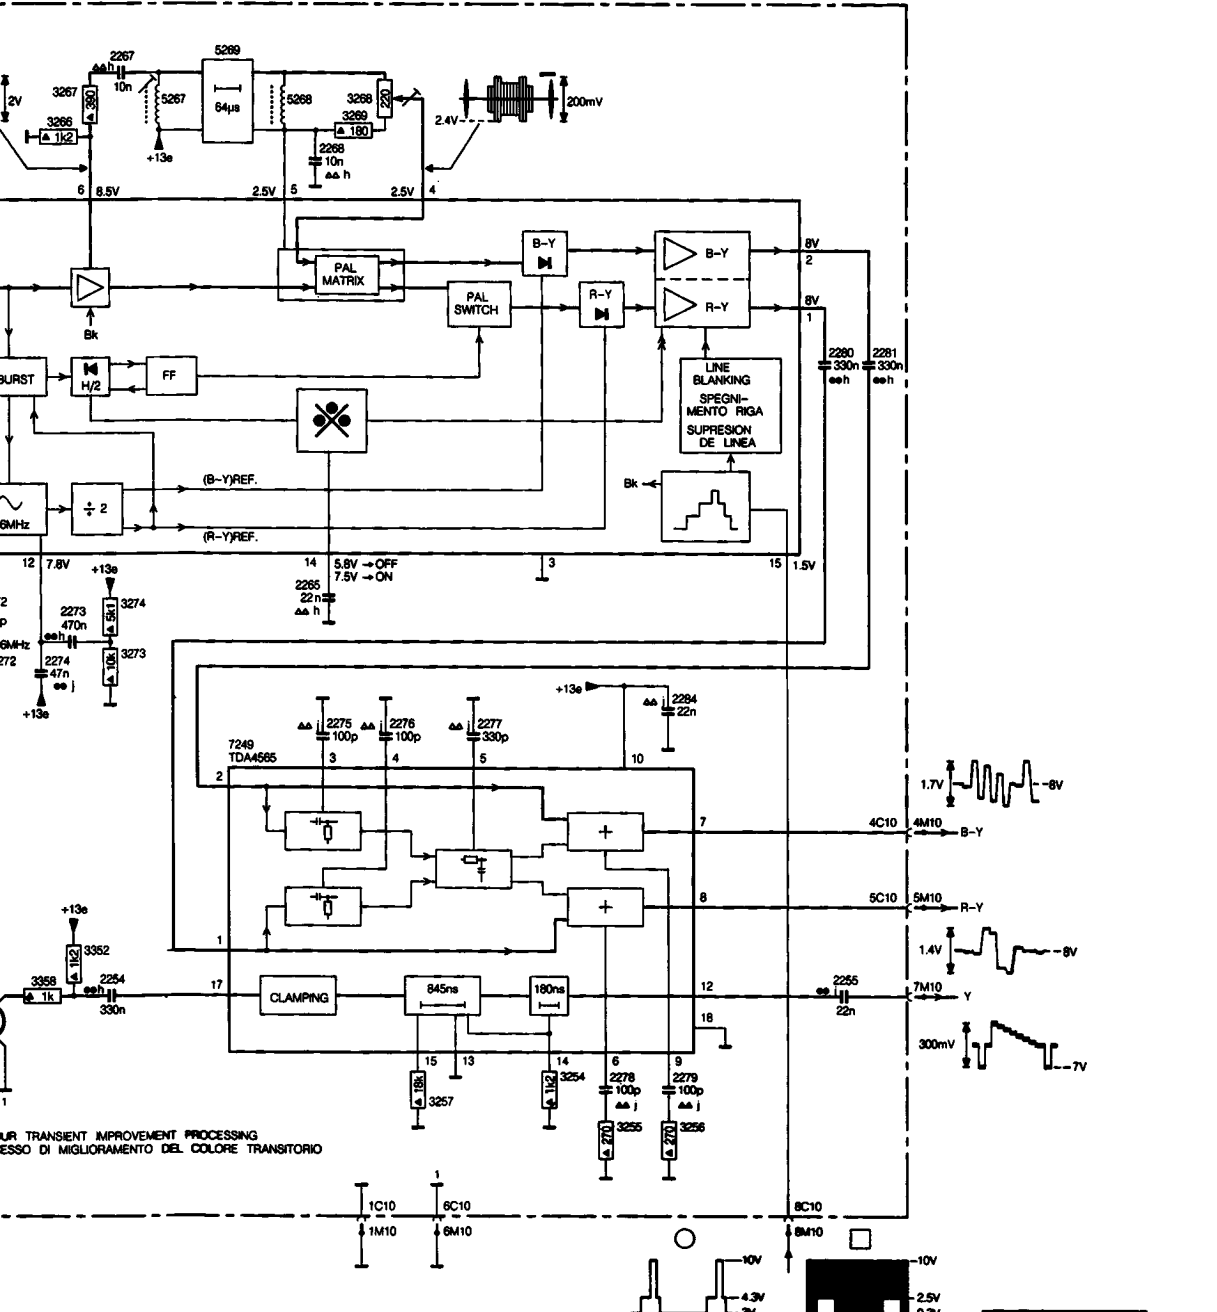 2267
10n
h
3267
390
2V
3266
1k2
5267
+13e
5269
64µs
5268
3268
220
3269
180
2268
10n
h
2.4V
200mV
6
8.5V
2.5V
5
2.5V
4
PAL
MATRIX
B-Y
R-Y
PAL
SWITCH
B-Y
R-Y
8V
2
8V
1
Bk
BURST
H/2
FF
LINE
BLANKING
SPEGNI-
MENTO RIGA
SUPRESION
DE LINEA
2280
330n
h
2281
330n
h
÷ 2
6MHz
(B-Y)REF.
(R-Y)REF.
Bk
12
7.8V
14
5.8V → OFF
7.5V → ON
3
15
1.5V
+13e
5k1
3274
2273
470n
h
10k
3273
2274
47n
j
+13e
6MHz
272
2265
22n
h
+13e
j
2284
22n
j
2275
100p
j
2276
100p
j
2277
330p
7249
TDA4565
3
4
5
10
2
1
17
+
+
7
8
4C10
4M10
B-Y
1.7V
8V
5C10
5M10
R-Y
1.4V
8V
+13e
1k2
3352
3358
1k
h
2254
330n
CLAMPING
845ns
180ns
12
18
j
2255
22n
7M10
Y
300mV
7V
15
13
14
6
9
18k
3257
1k2
3254
2278
100p
j
2279
100p
j
270
3255
270
3256
1
UR TRANSIENT IMPROVEMENT PROCESSING
ESSO DI MIGLIORAMENTO DEL COLORE TRANSITORIO
1
1C10
1M10
6C10
6M10
8C10
8M10
10V
4.3V
10V
2.5V